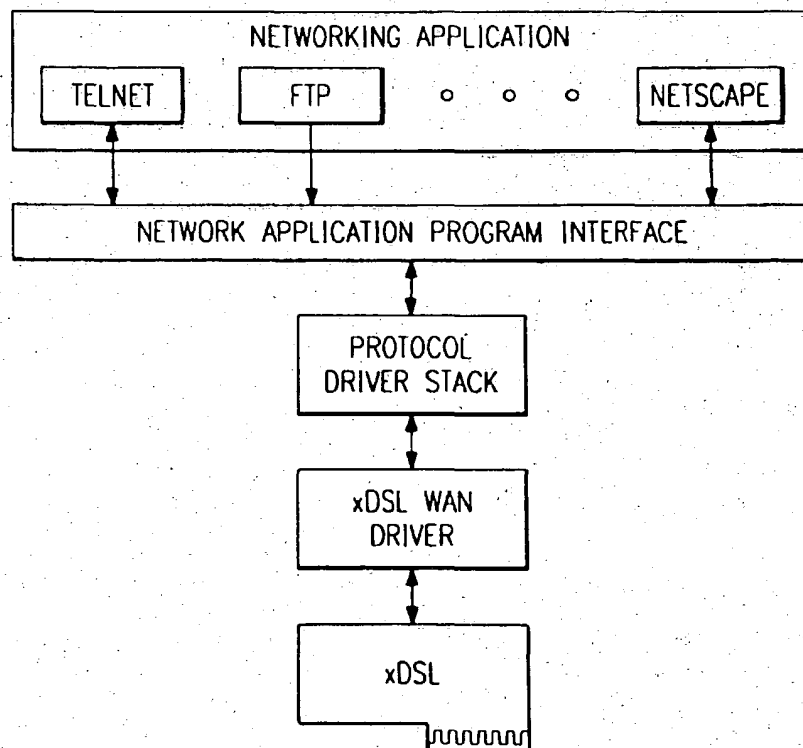 NETWORKING APPLICATION
TELNET
FTP
NETSCAPE
NETWORK APPLICATION PROGRAM INTERFACE
PROTOCOL
DRIVER STACK
xDSL WAN
DRIVER
xDSL